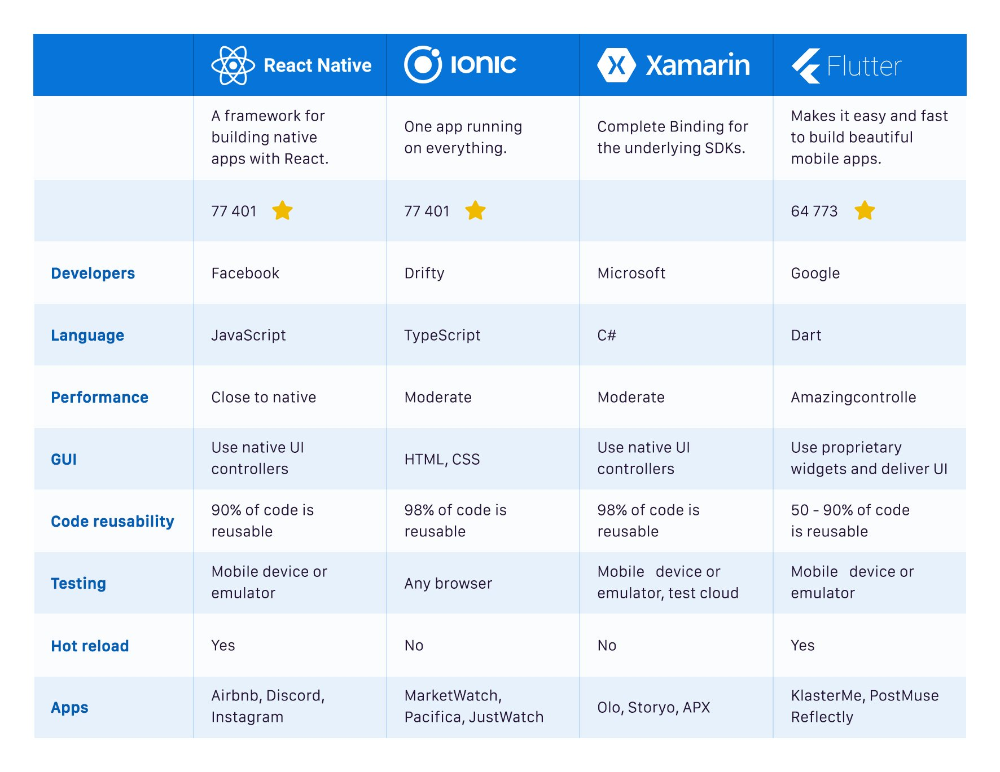 React Native
IONIC
Xamarin
Flutter
A framework for
building native
apps with React.
One app running
on everything.
Complete Binding for
the underlying SDKs.
Makes it easy and fast
to build beautiful
mobile apps.
77 401
77 401
64 773
Developers
Facebook
Drifty
Microsoft
Google
Language
JavaScript
TypeScript
C#
Dart
Performance
Close to native
Moderate
Moderate
Amazingcontrolle
GUI
Use native UI
controllers
HTML, CSS
Use native UI
controllers
Use proprietary
widgets and deliver UI
Code reusability
90% of code is
reusable
98% of code is
reusable
98% of code is
reusable
50 - 90% of code
is reusable
Testing
Mobile device or
emulator
Any browser
Mobile device or
emulator, test cloud
Mobile device or
emulator
Hot reload
Yes
No
No
Yes
Apps
Airbnb, Discord,
Instagram
MarketWatch,
Pacifica, JustWatch
Olo, Storyo, APX
KlasterMe, PostMuse
Reflectly